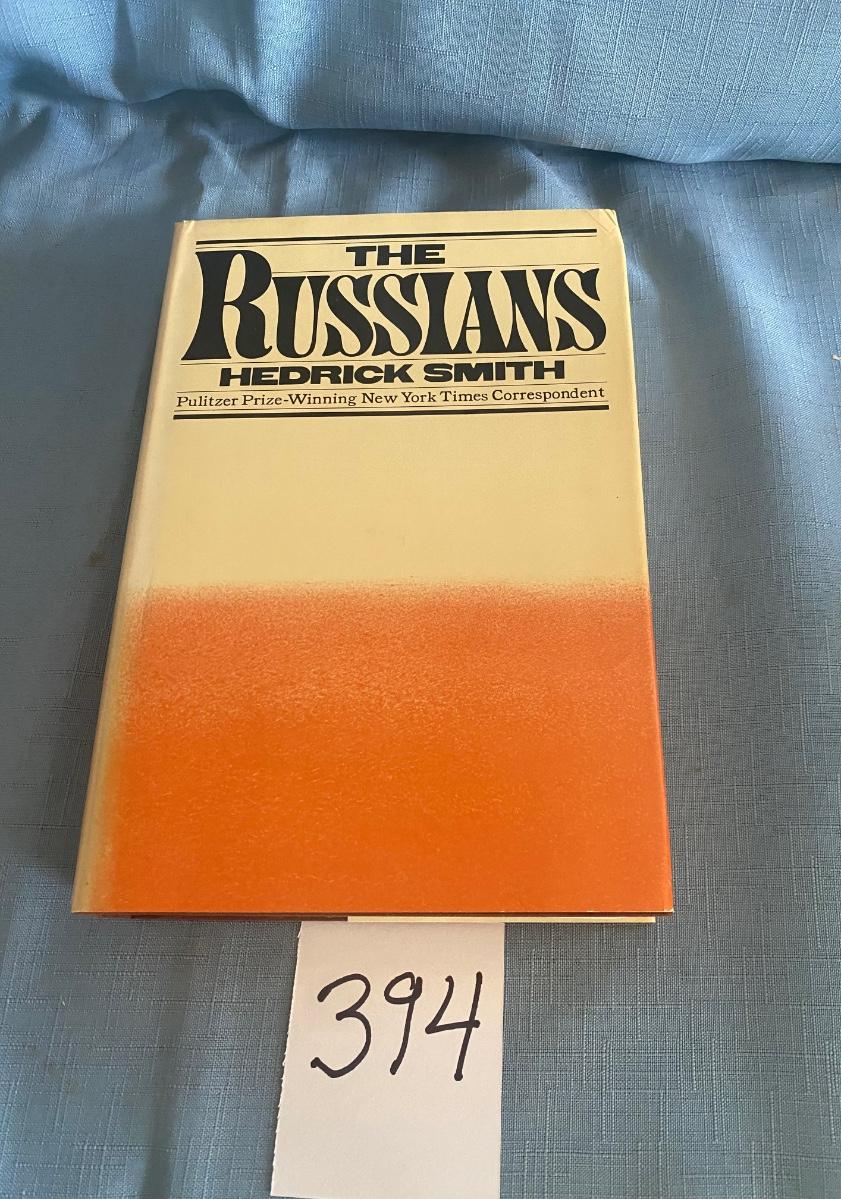 THE
RUSSIANS
HEDRICK SMITH
Pulitzer Prize-Winning New York Times Correspondent
394